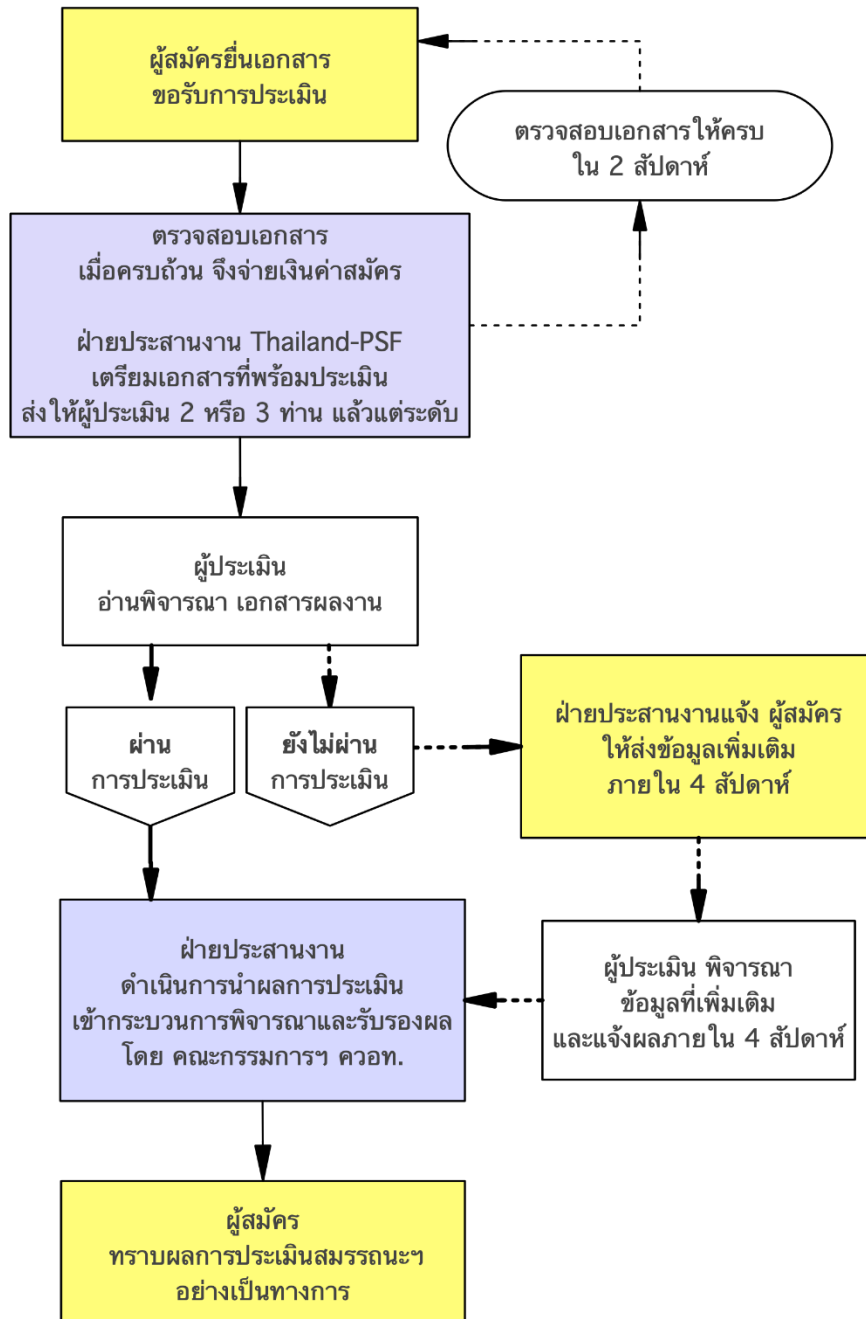 ผู้สมัครยื่นเอกสาร
ขอรับการประเมิน
ตรวจสอบเอกสารให้ครบ
ใน 2 สัปดาห์
ตรวจสอบเอกสาร
เมื่อครบถ้วน จึงจ่ายเงินค่าสมัคร
ฝ่ายประสานงาน Thailand-PSF
เตรียมเอกสารที่พร้อมประเมิน
ส่งให้ผู้ประเมิน 2 หรือ 3 ท่าน แล้วแต่ระดับ
ผู้ประเมิน
อ่านพิจารณา เอกสารผลงาน
ผ่าน
การประเมิน
ยังไม่ผ่าน
การประเมิน
ฝ่ายประสานงานแจ้ง ผู้สมัคร
ให้ส่งข้อมูลเพิ่มเติม
ภายใน 4 สัปดาห์
ผู้ประเมิน พิจารณา
ข้อมูลที่เพิ่มเติม
และแจ้งผลภายใน 4 สัปดาห์
ฝ่ายประสานงาน
ดำเนินการนำผลการประเมิน
เข้ากระบวนการพิจารณาและรับรองผล
โดย คณะกรรมการฯ ควอท.
ผู้สมัคร
ทราบผลการประเมินสมรรถนะฯ
อย่างเป็นทางการ